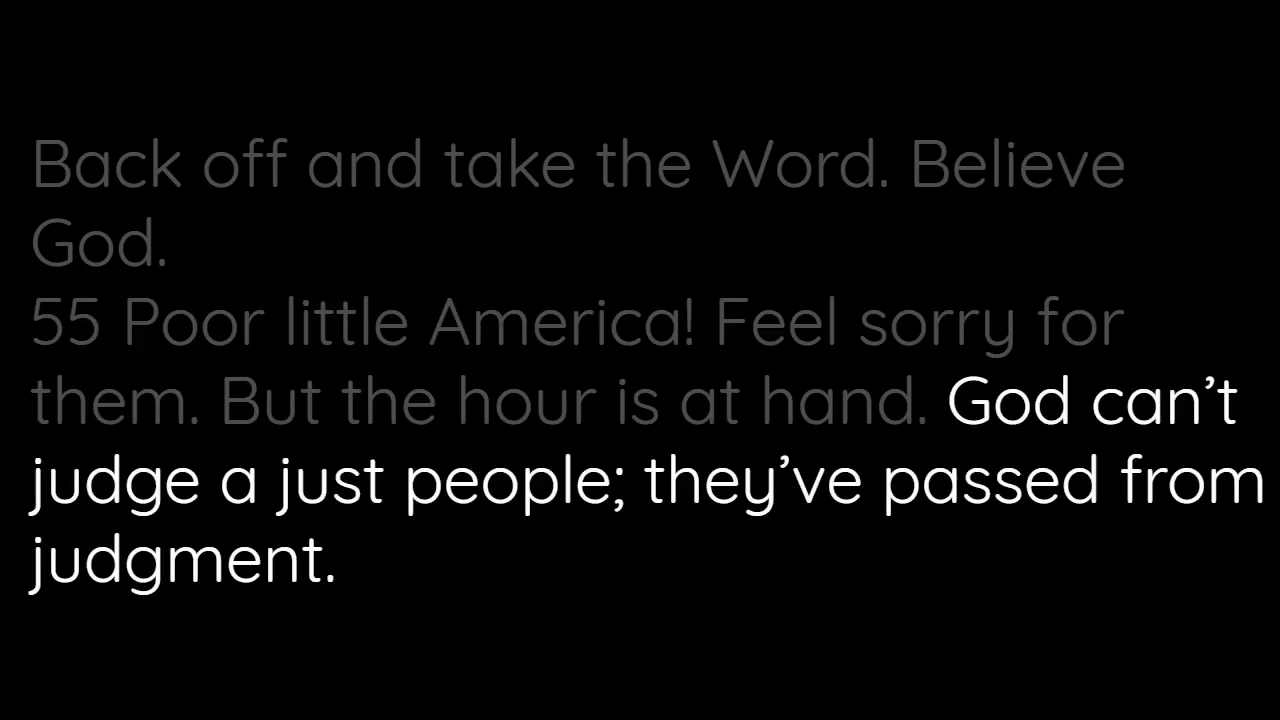 Back off and take the Word. Believe
God.
55 Poor little America! Feel sorry for
them. But the hour is at hand. God can’t
judge a just people; they’ve passed from
judgment.